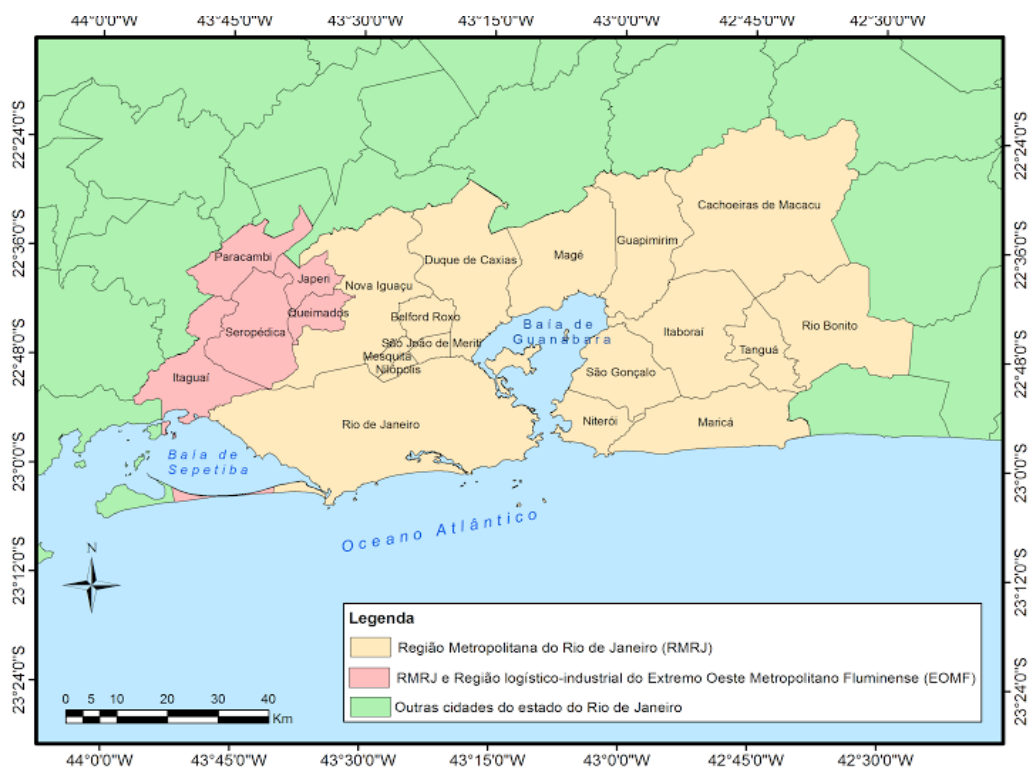 44°0'0"W 43°45'0"W 43°30'0"W 43°15'0"W 43°0'0"W 42°45'0"W 42°30'0"W
22°24'0"S
22°36'0"S
22°48'0"S
23°0'0"S
23°12'0"S
23°24'0"S
Cachoeiras de Macacu
Paracambi
Guapimirim
Duque de Caxias
Magé
Japeri
Nova Iguaçu
Queimados
Belford Roxo
Baía de
Guanabara
Rio Bonito
Seropédica
Itaboraí
São João de Meriti
Mesquita
Nilópolis
Tanguá
Itaguaí
São Gonçalo
Rio de Janeiro
Niterói
Maricá
Baía de
Sepetiba
Oceano Atlântico
N
Legenda
Região Metropolitana do Rio de Janeiro (RMRJ)
RMRJ e Região logístico-industrial do Extremo Oeste Metropolitano Fluminense (EOMF)
Outras cidades do estado do Rio de Janeiro
0 5 10 20 30 40
Km
22°24'0"S
22°36'0"S
22°48'0"S
23°0'0"S
23°12'0"S
23°24'0"S
44°0'0"W 43°45'0"W 43°30'0"W 43°15'0"W 43°0'0"W 42°45'0"W 42°30'0"W